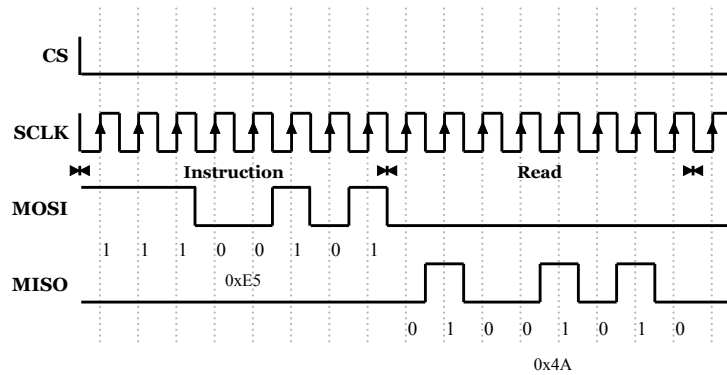 CS
SCLK
Instruction Read
MOSI
1 1 1 0 0 1 0 1
0xE5
MISO
0 1 0 0 1 0 1 0
0x4A